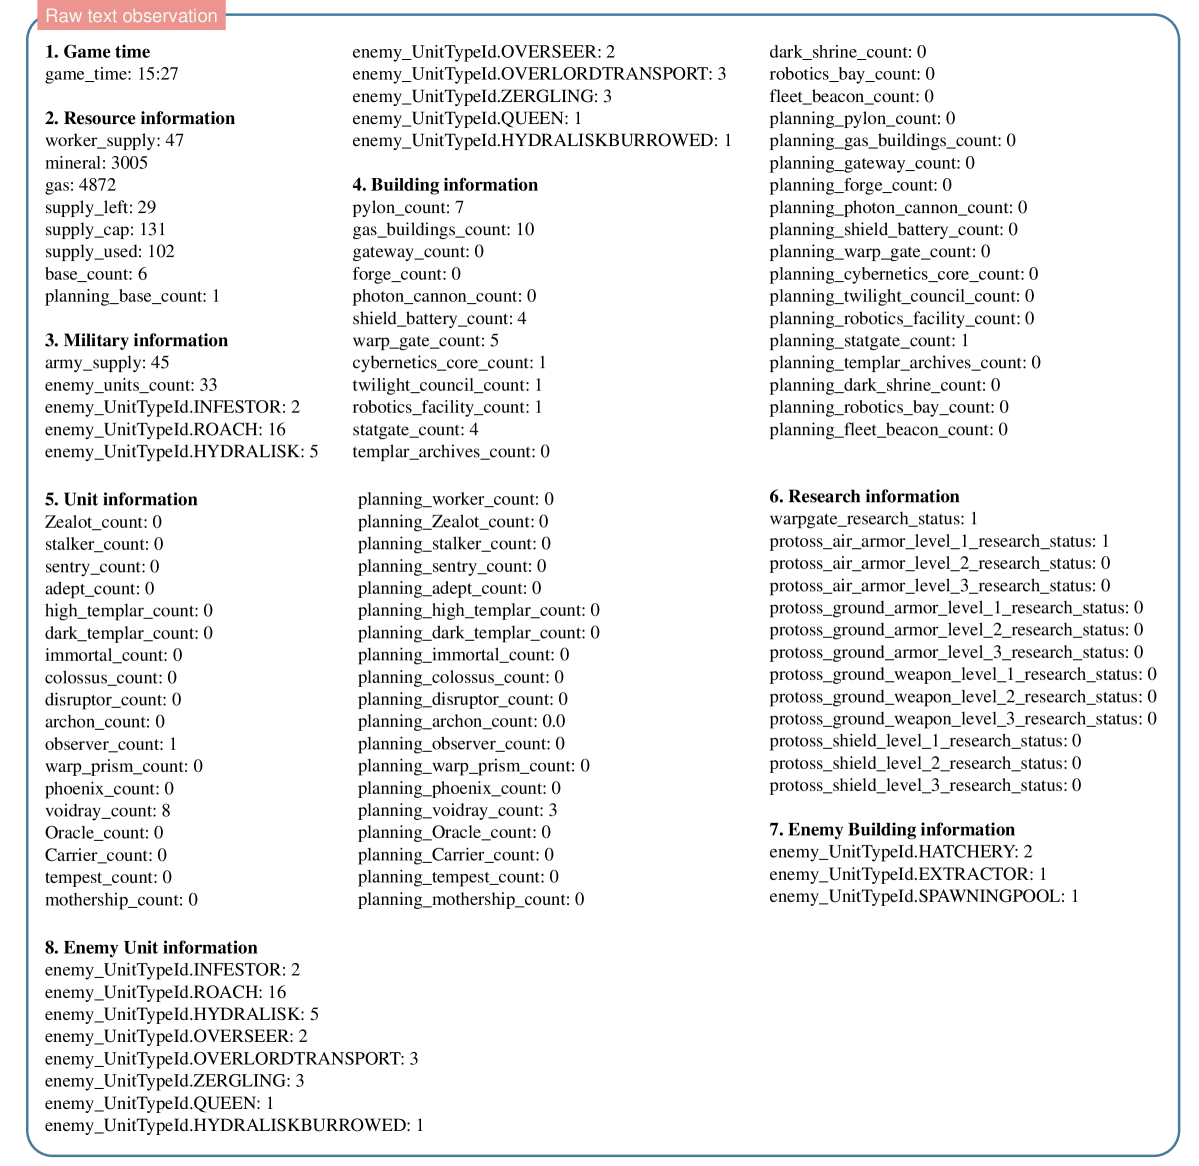 Raw text observation
1. Game time
game_time: 15:27
2. Resource information
worker_supply: 47
mineral: 3005
gas: 4872
supply_left: 29
supply_cap: 131
supply_used: 102
base_count: 6
planning_base_count: 1
3. Military information
army_supply: 45
enemy_units_count: 33
enemy_UnitTypeId.INFESTOR: 2
enemy_UnitTypeId.ROACH: 16
enemy_UnitTypeId.HYDRALISK: 5
enemy_UnitTypeId.OVERSEER: 2
enemy_UnitTypeId.OVERLORDTRANSPORT: 3
enemy_UnitTypeId.ZERGLING: 3
enemy_UnitTypeId.QUEEN: 1
enemy_UnitTypeId.HYDRALISKBURROWED: 1
4. Building information
pylon_count: 7
gas_buildings_count: 10
gateway_count: 0
forge_count: 0
photon_cannon_count: 0
shield_battery_count: 4
warp_gate_count: 5
cybernetics_core_count: 1
twilight_council_count: 1
robotics_facility_count: 1
statgate_count: 4
templar_archives_count: 0
dark_shrine_count: 0
robotics_bay_count: 0
fleet_beacon_count: 0
planning_pylon_count: 0
planning_gas_buildings_count: 0
planning_gateway_count: 0
planning_forge_count: 0
planning_photon_cannon_count: 0
planning_shield_battery_count: 0
planning_warp_gate_count: 0
planning_cybernetics_core_count: 0
planning_twilight_council_count: 0
planning_robotics_facility_count: 0
planning_statgate_count: 1
planning_templar_archives_count: 0
planning_dark_shrine_count: 0
planning_robotics_bay_count: 0
planning_fleet_beacon_count: 0
5. Unit information
Zealot_count: 0
stalker_count: 0
sentry_count: 0
adept_count: 0
high_templar_count: 0
dark_templar_count: 0
immortal_count: 0
colossus_count: 0
disruptor_count: 0
archon_count: 0
observer_count: 1
warp_prism_count: 0
phoenix_count: 0
voidray_count: 8
Oracle_count: 0
Carrier_count: 0
tempest_count: 0
mothership_count: 0
planning_worker_count: 0
planning_Zealot_count: 0
planning_stalker_count: 0
planning_sentry_count: 0
planning_adept_count: 0
planning_high_templar_count: 0
planning_dark_templar_count: 0
planning_immortal_count: 0
planning_colossus_count: 0
planning_disruptor_count: 0
planning_archon_count: 0.0
planning_observer_count: 0
planning_warp_prism_count: 0
planning_phoenix_count: 0
planning_voidray_count: 3
planning_Oracle_count: 0
planning_Carrier_count: 0
planning_tempest_count: 0
planning_mothership_count: 0
6. Research information
warpgate_research_status: 1
protoss_air_armor_level_1_research_status: 1
protoss_air_armor_level_2_research_status: 0
protoss_air_armor_level_3_research_status: 0
protoss_ground_armor_level_1_research_status: 0
protoss_ground_armor_level_2_research_status: 0
protoss_ground_armor_level_3_research_status: 0
protoss_ground_weapon_level_1_research_status: 0
protoss_ground_weapon_level_2_research_status: 0
protoss_ground_weapon_level_3_research_status: 0
protoss_shield_level_1_research_status: 0
protoss_shield_level_2_research_status: 0
protoss_shield_level_3_research_status: 0
7. Enemy Building information
enemy_UnitTypeId.HATCHERY: 2
enemy_UnitTypeId.EXTRACTOR: 1
enemy_UnitTypeId.SPAWNINGPOOL: 1
8. Enemy Unit information
enemy_UnitTypeId.INFESTOR: 2
enemy_UnitTypeId.ROACH: 16
enemy_UnitTypeId.HYDRALISK: 5
enemy_UnitTypeId.OVERSEER: 2
enemy_UnitTypeId.OVERLORDTRANSPORT: 3
enemy_UnitTypeId.ZERGLING: 3
enemy_UnitTypeId.QUEEN: 1
enemy_UnitTypeId.HYDRALISKBURROWED: 1